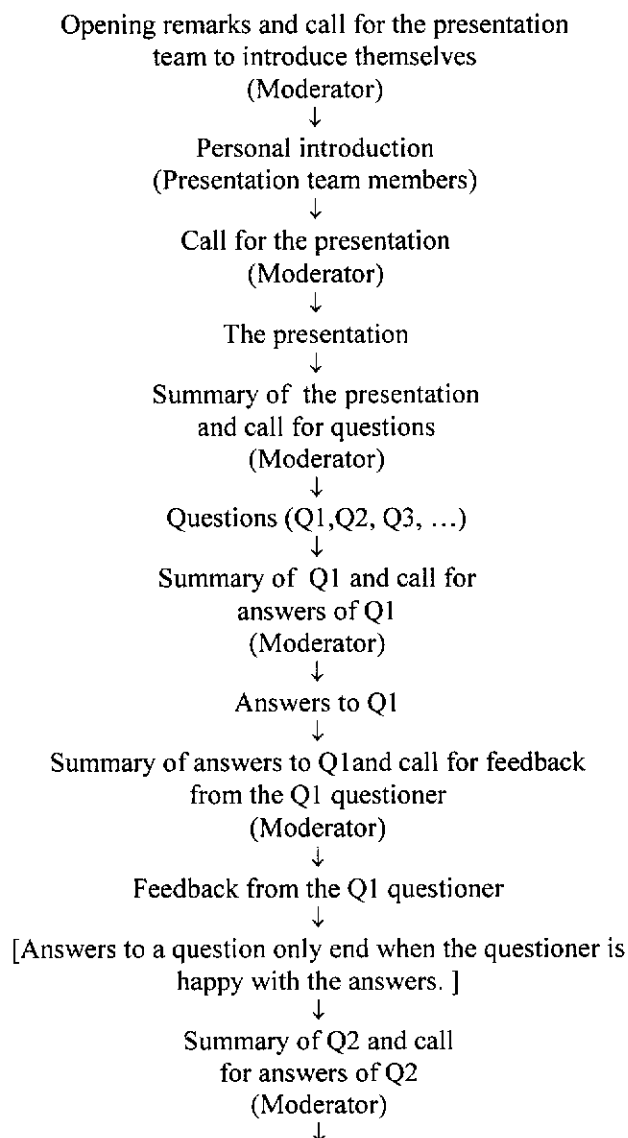 Opening remarks and call for the presentation
team to introduce themselves
(Moderator)
↓
Personal introduction
(Presentation team members)
↓
Call for the presentation
(Moderator)
↓
The presentation
↓
Summary of the presentation
and call for questions
(Moderator)
↓
Questions (Q1,Q2, Q3, …)
↓
Summary of Q1 and call for
answers of Q1
(Moderator)
↓
Answers to Q1
↓
Summary of answers to Q1and call for feedback
from the Q1 questioner
(Moderator)
↓
Feedback from the Q1 questioner
↓
[Answers to a question only end when the questioner is
happy with the answers. ]
↓
Summary of Q2 and call
for answers of Q2
(Moderator)
↓